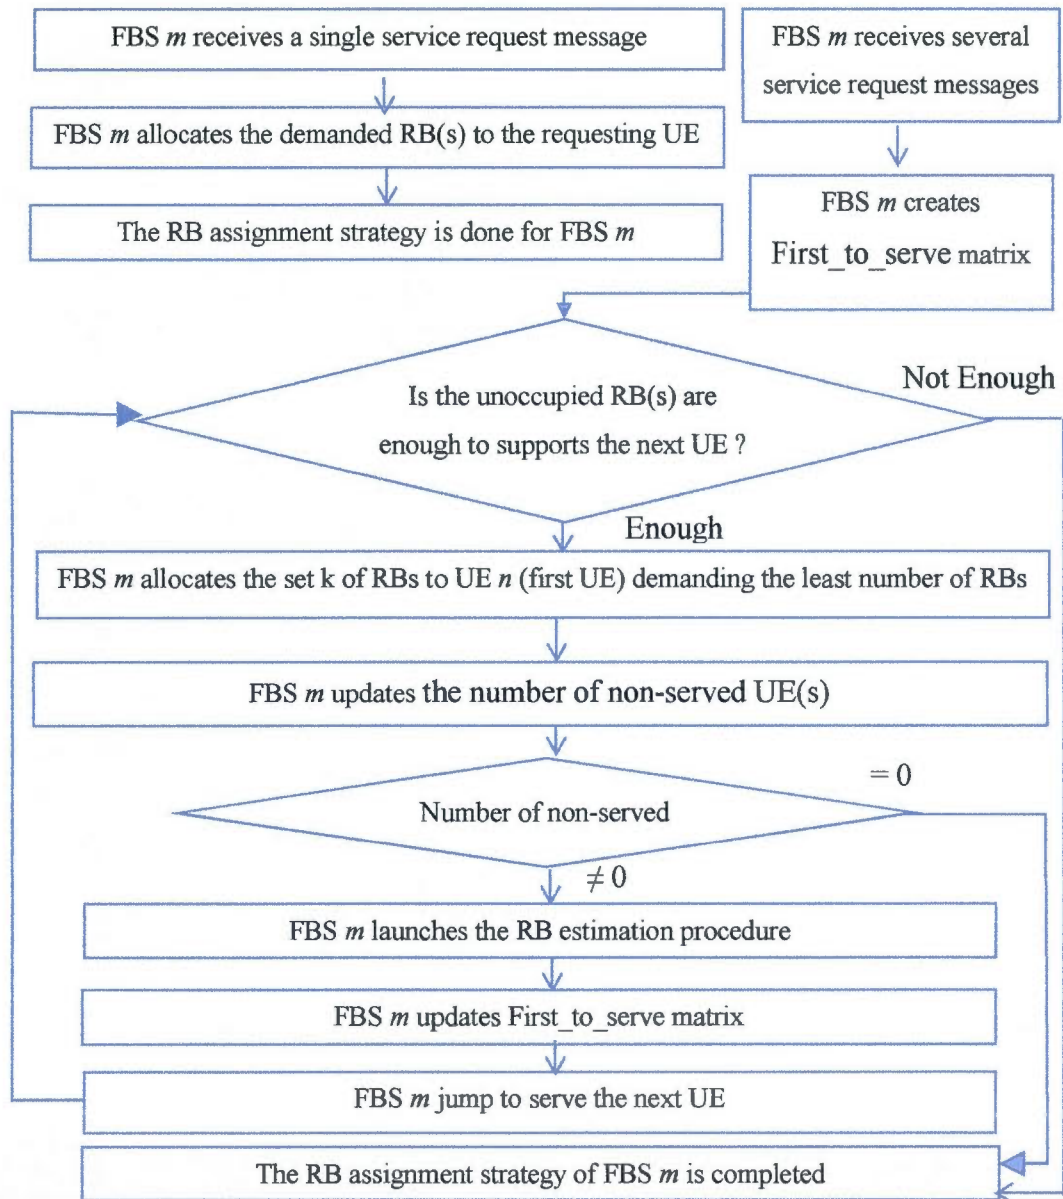 FBS m receives a single service request message
FBS m allocates the demanded RB(s) to the requesting UE
The RB assignment strategy is done for FBS m
FBS m receives several
service request messages
FBS m creates
First_to_serve matrix
Is the unoccupied RB(s) are
enough to supports the next UE ?
Not Enough
Enough
FBS m allocates the set k of RBs to UE n (first UE) demanding the least number of RBs
FBS m updates the number of non-served UE(s)
Number of non-served
= 0
≠ 0
FBS m launches the RB estimation procedure
FBS m updates First_to_serve matrix
FBS m jump to serve the next UE
The RB assignment strategy of FBS m is completed